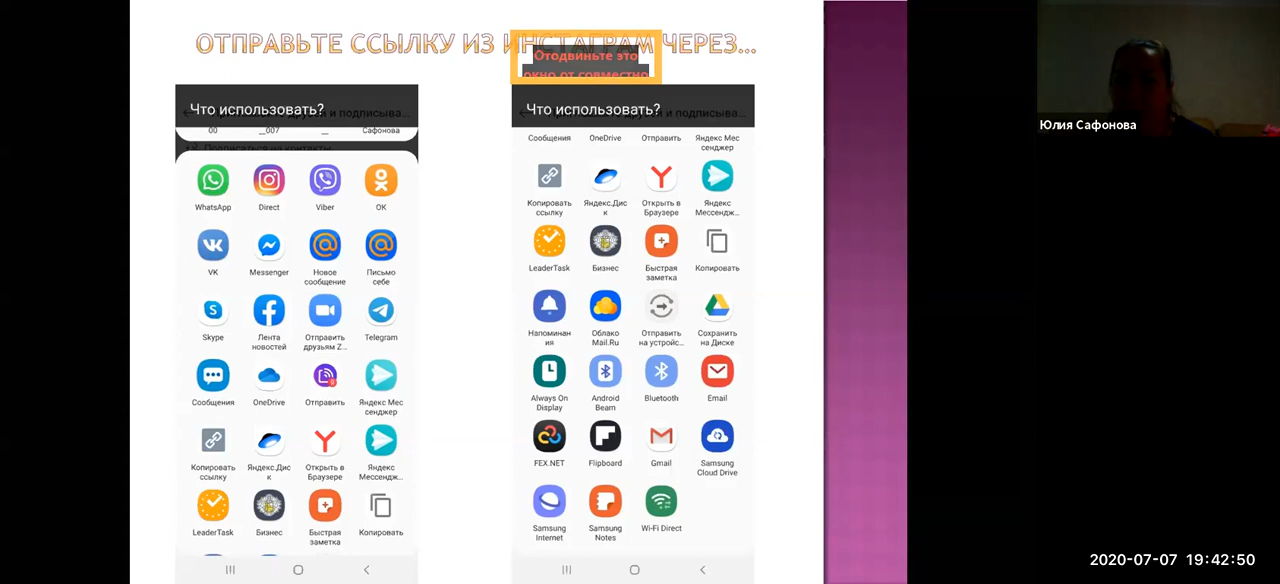 ОТПРАВЬТЕ ССЫЛКУ ИЗ ИНСТАГРАМ ЧЕРЕЗ...
Отодвиньте это
окно от совместно
Что использовать?
00 __007 __ Сафонова
WhatsApp Direct Viber OK
VK Messenger Новое сообщение Письмо себе
Skype Лента новостей Отправить друзьям Z... Telegram
Сообщения OneDrive Отправить Яндекс Мес сенджер
Копировать ссылку Яндекс.Дис к Открыть в Браузере Яндекс Мессендж...
LeaderTask Бизнес Быстрая заметка Копировать
Что использовать?
Сообщения OneDrive Отправить Яндекс Мес сенджер
Копировать ссылку Яндекс.Дис к Открыть в Браузере Яндекс Мессендж...
LeaderTask Бизнес Быстрая заметка Копировать
Напоминан ия Облако Mail.Ru Отправить на устройс... Сохранить на Диске
Always On Display Android Beam Bluetooth Email
FEX.NET Flipboard Gmail Samsung Cloud Drive
Samsung Internet Samsung Notes Wi-Fi Direct
Юлия Сафонова
2020-07-07 19:42:50